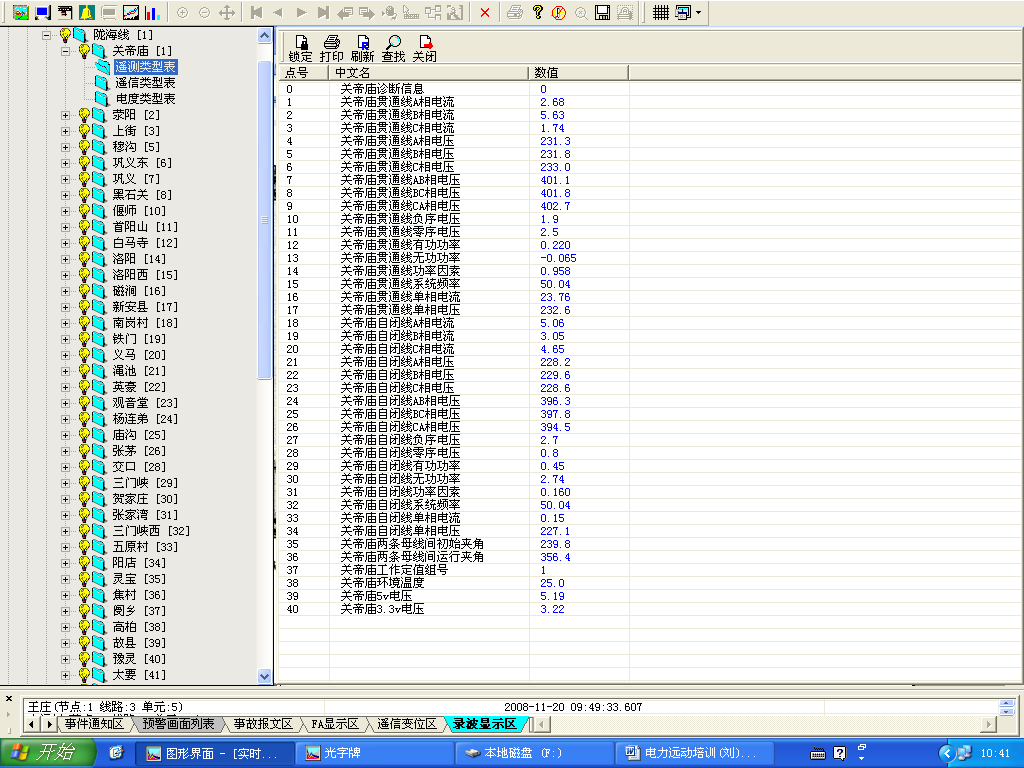 陇海线 [1]
关帝庙 [1]
遥测类型表
遥信类型表
电度类型表
荥阳 [2]
上街 [3]
穆沟 [5]
巩义东 [6]
巩义 [7]
黑石关 [8]
偃师 [10]
首阳山 [11]
白马寺 [12]
洛阳 [14]
洛阳西 [15]
磁涧 [16]
新安县 [17]
南岗村 [18]
铁门 [19]
义马 [20]
渑池 [21]
英豪 [22]
观音堂 [23]
杨连弟 [24]
庙沟 [25]
张茅 [26]
交口 [28]
三门峡 [29]
贺家庄 [30]
张家湾 [31]
三门峡西 [32]
五原村 [33]
阳店 [34]
灵宝 [35]
焦村 [36]
阌乡 [37]
高柏 [38]
故县 [39]
豫灵 [40]
太要 [41]
锁定 打印 刷新 查找 关闭
点号 中文名 数值
0 关帝庙诊断信息 0
1 关帝庙贯通线A相电流 2.68
2 关帝庙贯通线B相电流 5.63
3 关帝庙贯通线C相电流 1.74
4 关帝庙贯通线A相电压 231.3
5 关帝庙贯通线B相电压 231.8
6 关帝庙贯通线C相电压 233.0
7 关帝庙贯通线AB相电压 401.1
8 关帝庙贯通线BC相电压 401.8
9 关帝庙贯通线CA相电压 402.7
10 关帝庙贯通线负序电压 1.9
11 关帝庙贯通线零序电压 2.5
12 关帝庙贯通线有功功率 0.220
13 关帝庙贯通线无功功率 -0.065
14 关帝庙贯通线功率因素 0.958
15 关帝庙贯通线系统频率 50.04
16 关帝庙贯通线单相电流 23.76
17 关帝庙贯通线单相电压 232.6
18 关帝庙自闭线A相电流 5.06
19 关帝庙自闭线B相电流 3.05
20 关帝庙自闭线C相电流 4.65
21 关帝庙自闭线A相电压 228.2
22 关帝庙自闭线B相电压 229.6
23 关帝庙自闭线C相电压 228.6
24 关帝庙自闭线AB相电压 396.3
25 关帝庙自闭线BC相电压 397.8
26 关帝庙自闭线CA相电压 394.5
27 关帝庙自闭线负序电压 2.7
28 关帝庙自闭线零序电压 0.8
29 关帝庙自闭线有功功率 0.45
30 关帝庙自闭线无功功率 2.74
31 关帝庙自闭线功率因素 0.160
32 关帝庙自闭线系统频率 50.04
33 关帝庙自闭线单相电流 0.15
34 关帝庙自闭线单相电压 227.1
35 关帝庙两条母线间初始夹角 239.8
36 关帝庙两条母线间运行夹角 356.4
37 关帝庙工作定值组号 1
38 关帝庙环境温度 25.0
39 关帝庙5v电压 5.19
40 关帝庙3.3v电压 3.22
王庄(节点:1 线路:3 单元:5) 2008-11-20 09:49:33.607
事件通知区 预警画面列表 事故报文区 FA显示区 遥信变位区 录波显示区
开始 图形界面 - [实时... 光字牌 本地磁盘 (F:) 电力远动培训(刘)... 10:41